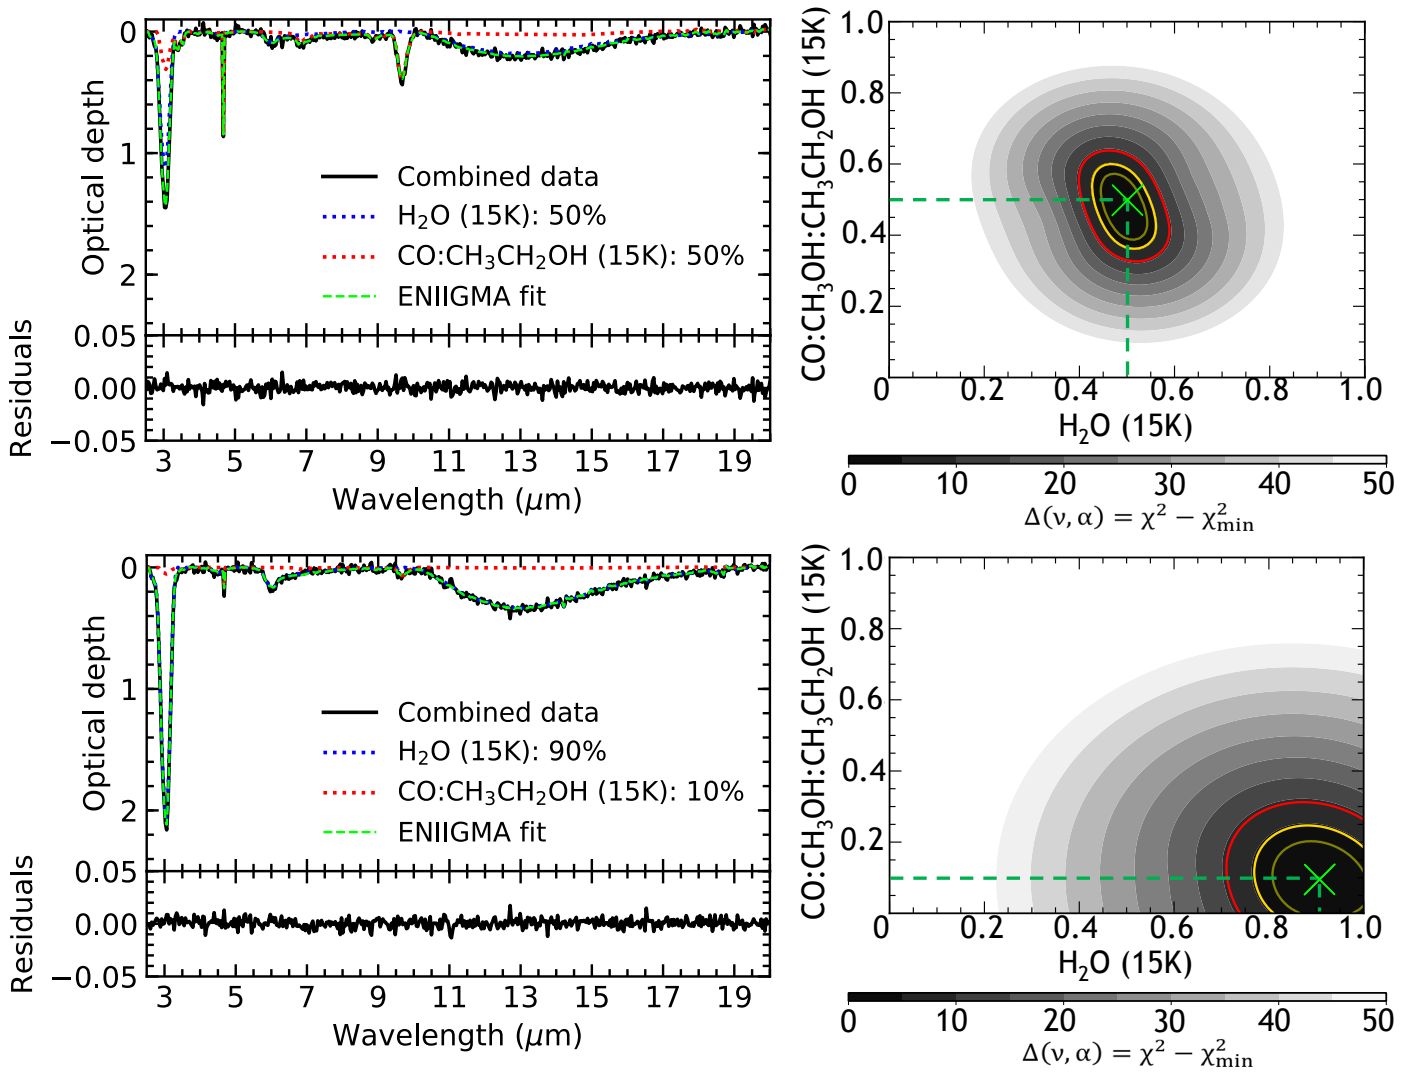 0
1
2
Optical depth
Combined data
H₂O (15K): 50%
CO:CH₃CH₂OH (15K): 50%
ENIIGMA fit
0.05
0.00
−0.05
Residuals
3 5 7 9 11 13 15 17 19
Wavelength (μm)
1.0
0.8
0.6
0.4
0.2
CO:CH₃OH:CH₃CH₂OH (15K)
0 0.2 0.4 0.6 0.8 1.0
H₂O (15K)
0 10 20 30 40 50
Δ(ν, α) = χ² − χ²min
0
1
2
Optical depth
Combined data
H₂O (15K): 90%
CO:CH₃CH₂OH (15K): 10%
ENIIGMA fit
0.05
0.00
−0.05
Residuals
3 5 7 9 11 13 15 17 19
Wavelength (μm)
1.0
0.8
0.6
0.4
0.2
CO:CH₃OH:CH₃CH₂OH (15K)
0 0.2 0.4 0.6 0.8 1.0
H₂O (15K)
0 10 20 30 40 50
Δ(ν, α) = χ² − χ²min